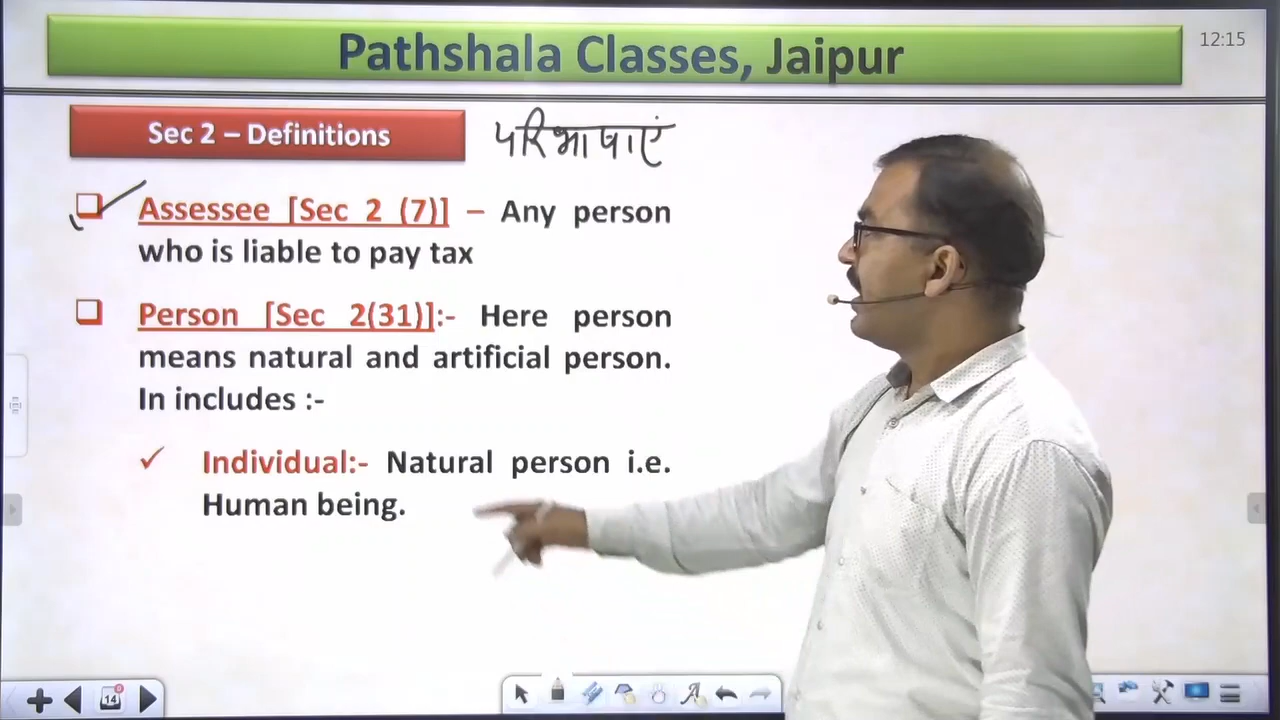 Pathshala Classes, Jaipur
12:15
Sec 2 – Definitions
परिभाषाएं
Assessee [Sec 2 (7)] – Any person
who is liable to pay tax
Person [Sec 2(31)]:- Here person
means natural and artificial person.
In includes :-
Individual:- Natural person i.e.
Human being.
14